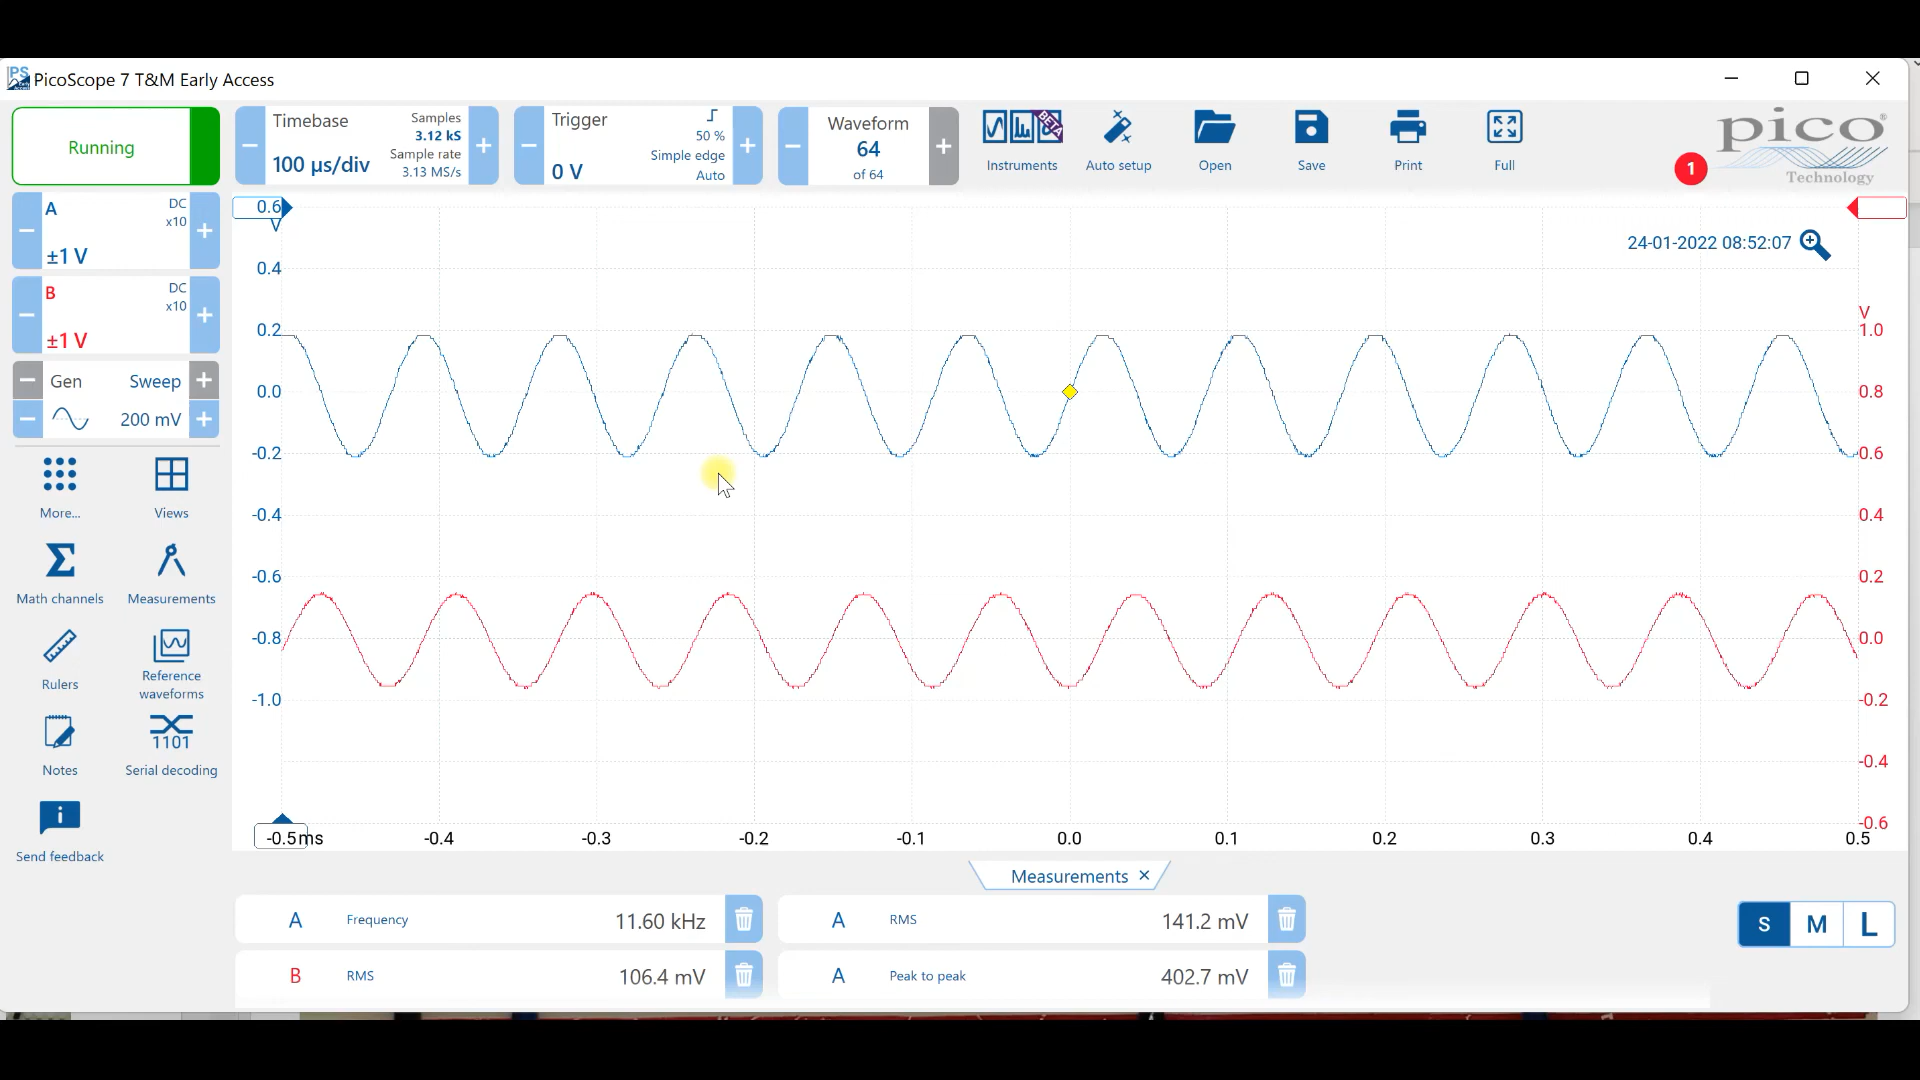 PS
PicoScope 7 T&M Early Access
Running
Timebase
100 µs/div
Samples
3.12 kS
Sample rate
3.13 MS/s
Trigger
0 V
50 %
Simple edge
Auto
Waveform
64
of 64
BETA
Instruments
Auto setup
Open
Save
Print
Full
1
pico®
Technology
A
DC
x10
±1 V
B
DC
x10
±1 V
Gen
Sweep
200 mV
More...
Views
Math channels
Measurements
Rulers
Reference
waveforms
Notes
1101
Serial decoding
i
Send feedback
0.6
V
0.4
0.2
0.0
-0.2
-0.4
-0.6
-0.8
-1.0
24-01-2022 08:52:07
V
1.0
0.8
0.6
0.4
0.2
0.0
-0.2
-0.4
-0.6
-0.5 ms
-0.4
-0.3
-0.2
-0.1
0.0
0.1
0.2
0.3
0.4
0.5
Measurements ×
A Frequency 11.60 kHz
A RMS 141.2 mV
B RMS 106.4 mV
A Peak to peak 402.7 mV
S M L